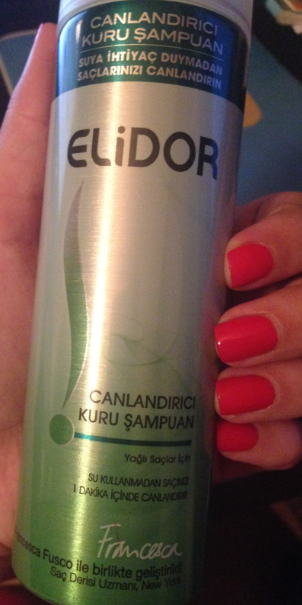 CANLANDIRICI
KURU ŞAMPUAN
SUYA İHTİYAÇ DUYMADAN
SAÇLARINIZI CANLANDIRIN
ELiDOR
CANLANDIRICI
KURU ŞAMPUAN
Yağlı Saçlar İçin
SU KULLANMADAN SAÇINIZI
1 DAKİKA İÇİNDE CANLANDIRIR
Francesca
Fusco ile birlikte geliştirildi
Saç Derisi Uzmanı, New York